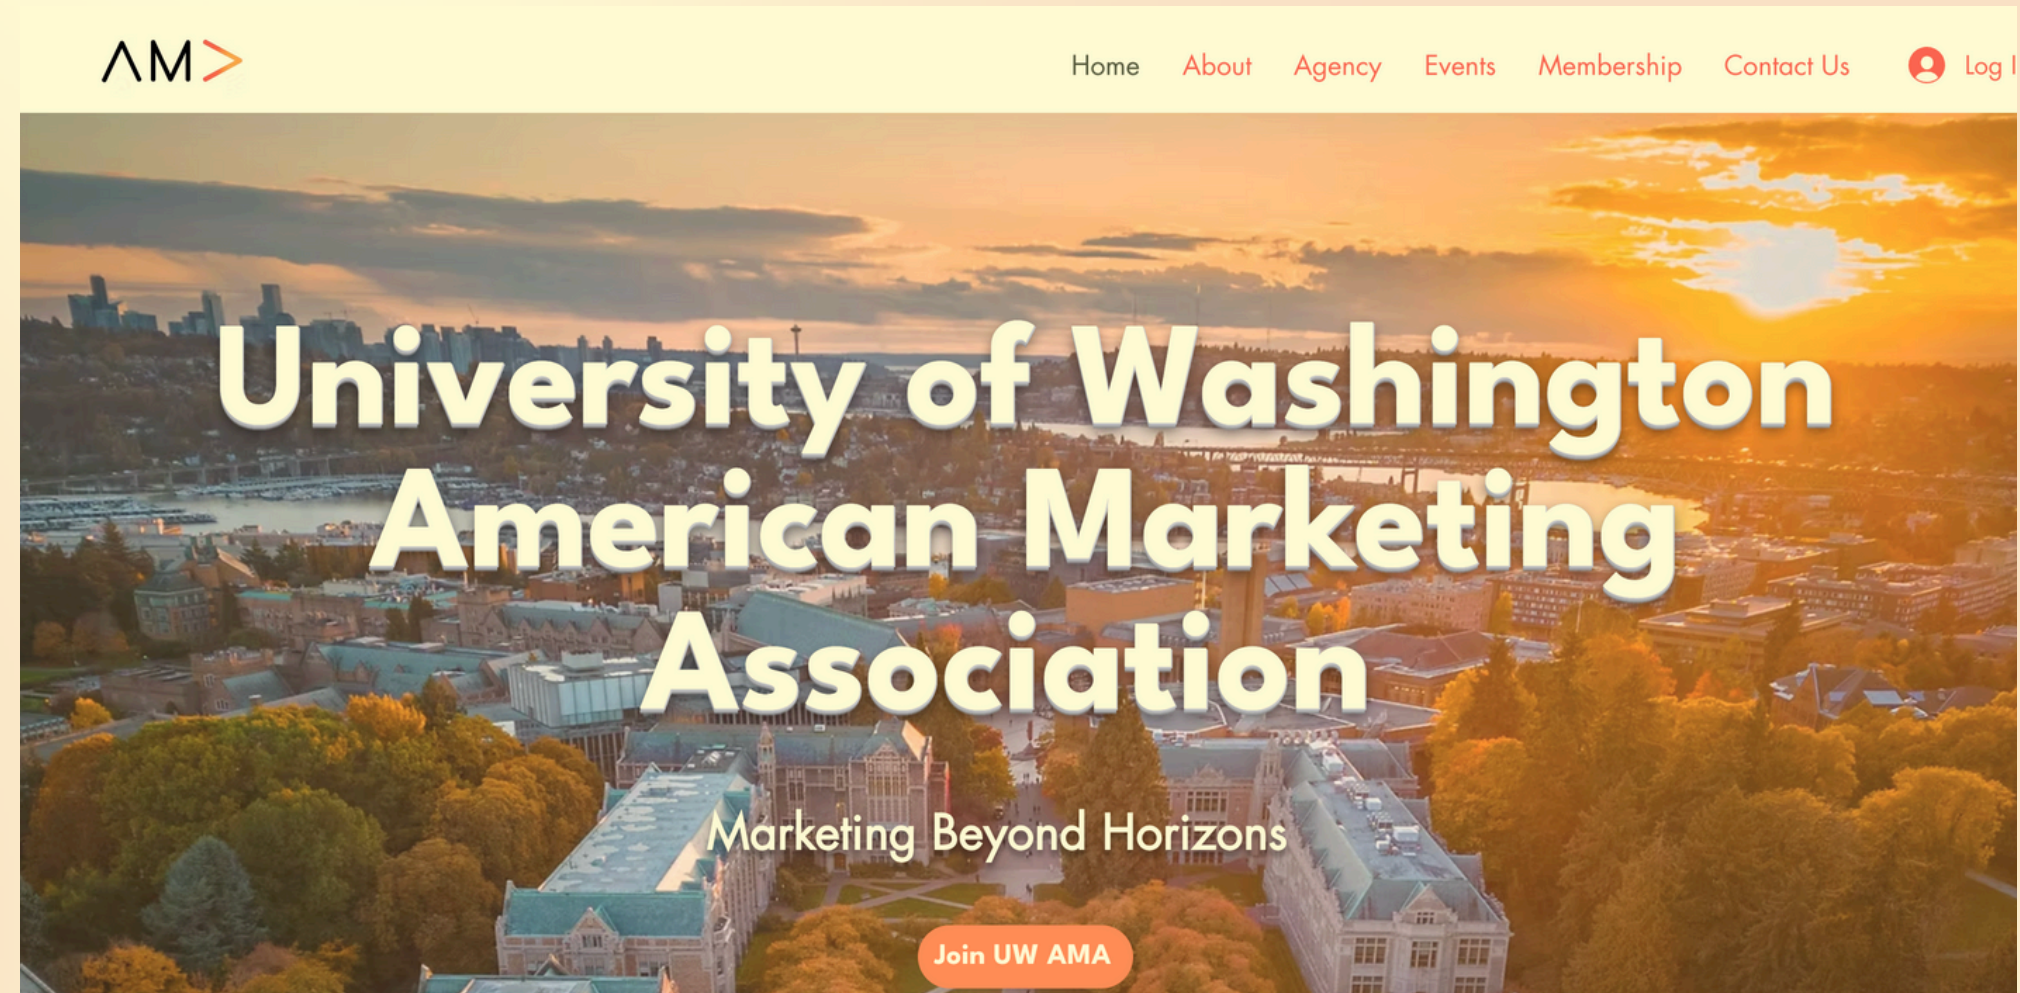 AM>
Home About Agency Events Membership Contact Us Log I
University of Washington
American Marketing
Association
Marketing Beyond Horizons
Join UW AMA